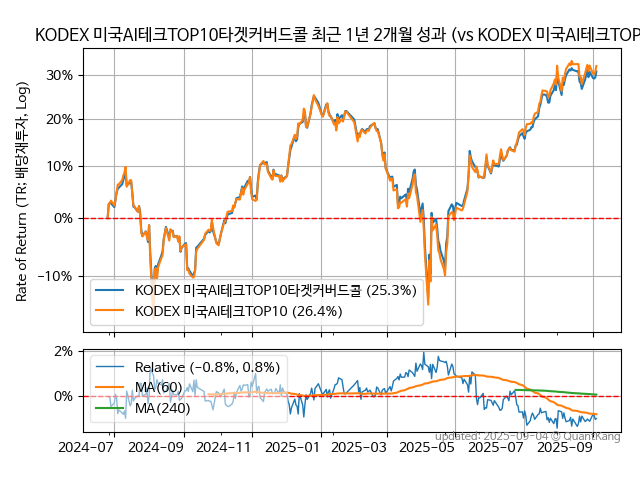 KODEX 미국AI테크TOP10타겟커버드콜 최근 1년 2개월 성과 (vs KODEX 미국AI테크TOP
Rate of Return (TR: 배당재투자, Log)
30%
20%
10%
0%
−10%
KODEX 미국AI테크TOP10타겟커버드콜 (25.3%)
KODEX 미국AI테크TOP10 (26.4%)
2%
0%
Relative (−0.8%, 0.8%)
MA(60)
MA(240)
2024−07 2024−09 2024−11 2025−01 2025−03 2025−05 2025−07 2025−09
updated: 2025−09−04 © QuantKang